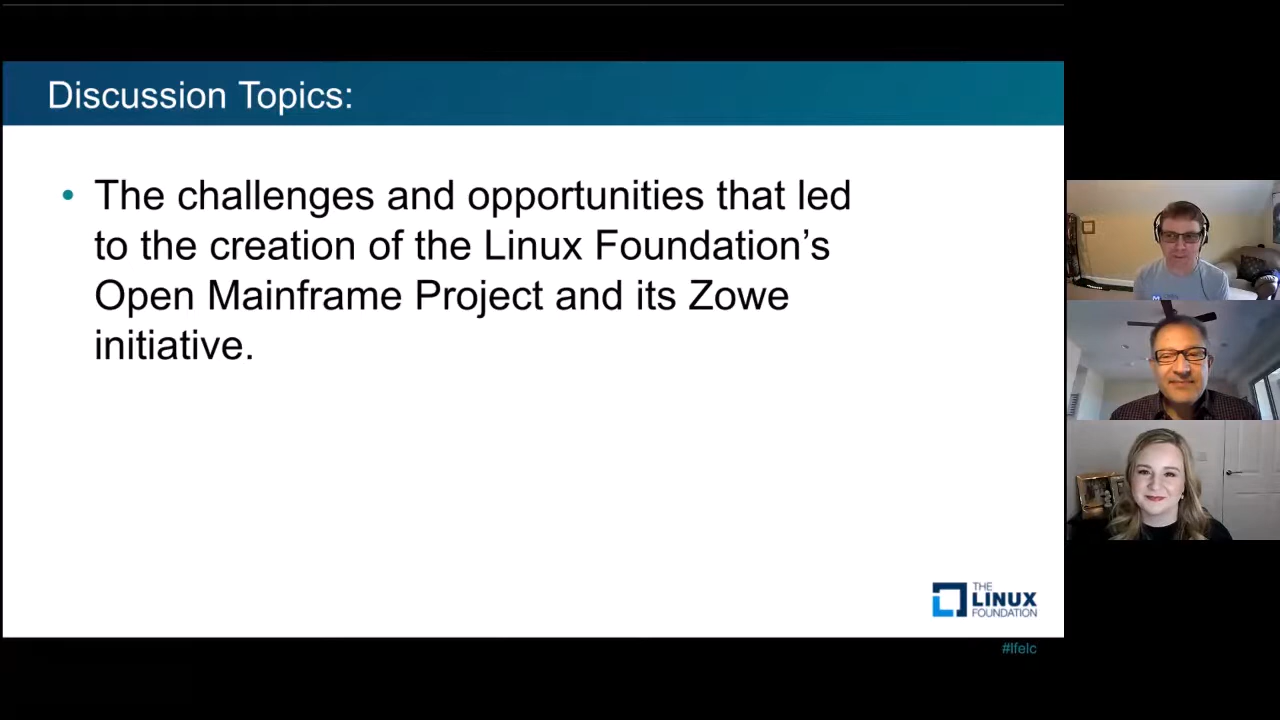 Discussion Topics:
• The challenges and opportunities that led
to the creation of the Linux Foundation’s
Open Mainframe Project and its Zowe
initiative.
THE
LINUX
FOUNDATION
#lfelc